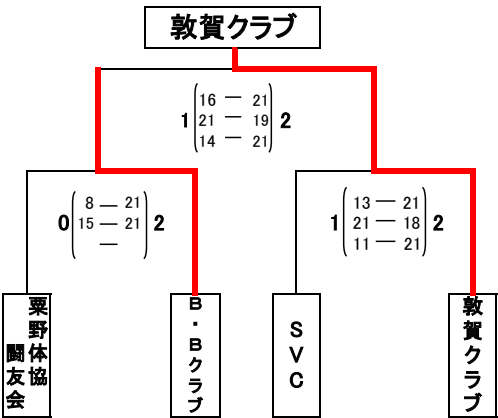 敦賀クラブ
16 — 21
1 21 — 19 2
14 — 21
8 — 21
0 15 — 21 2
—
13 — 21
1 21 — 18 2
11 — 21
粟野体協
闘友会
B・Bクラブ
SVC
敦賀クラブ